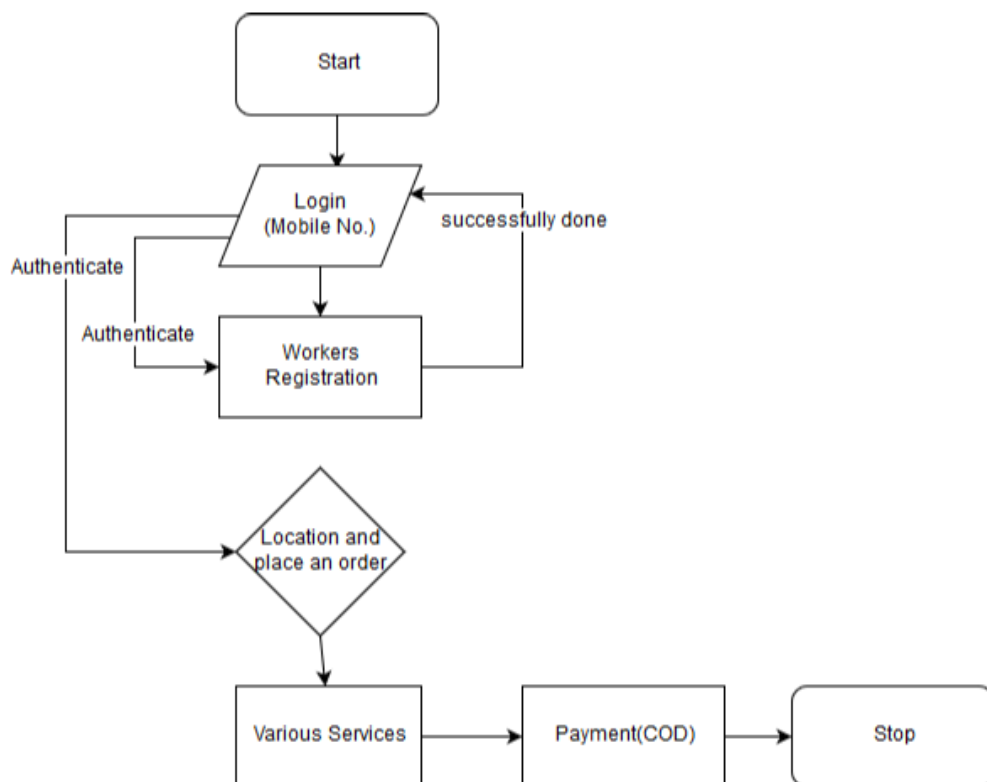 Start
Login
(Mobile No.)
successfully done
Authenticate
Authenticate
Workers
Registration
Location and
place an order
Various Services
Payment(COD)
Stop